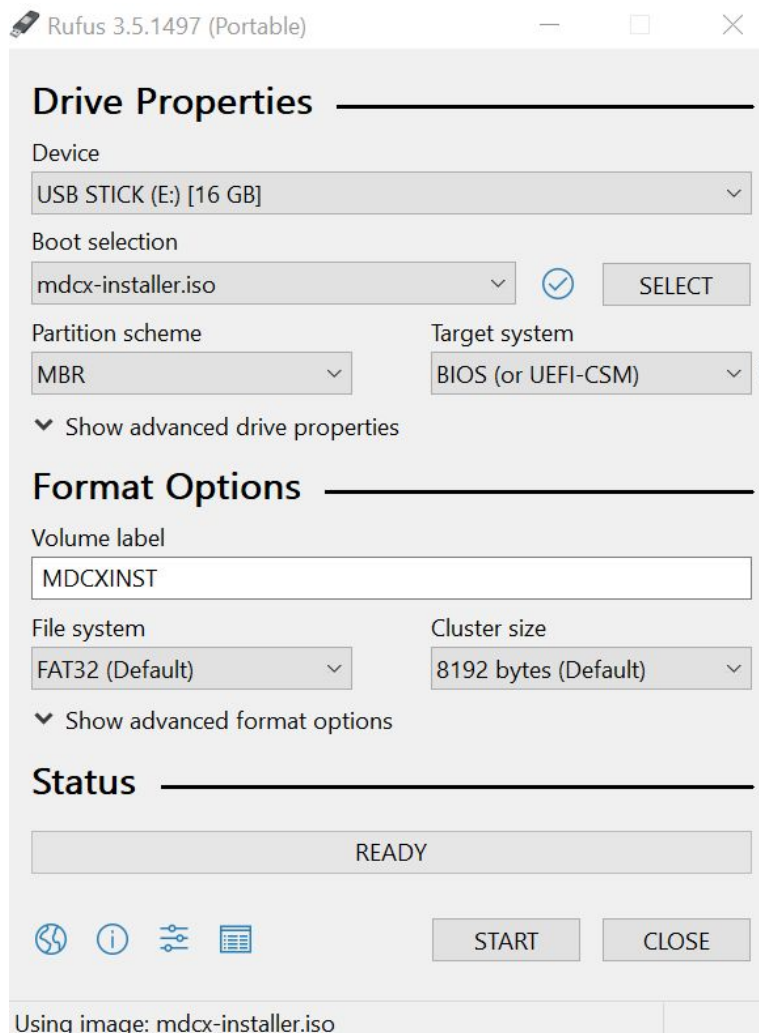 Rufus 3.5.1497 (Portable)
Drive Properties
Device
USB STICK (E:) [16 GB]
Boot selection
mdcx-installer.iso
SELECT
Partition scheme
Target system
MBR
BIOS (or UEFI-CSM)
Show advanced drive properties
Format Options
Volume label
MDCXINST
File system
Cluster size
FAT32 (Default)
8192 bytes (Default)
Show advanced format options
Status
READY
START
CLOSE
Using image: mdcx-installer.iso